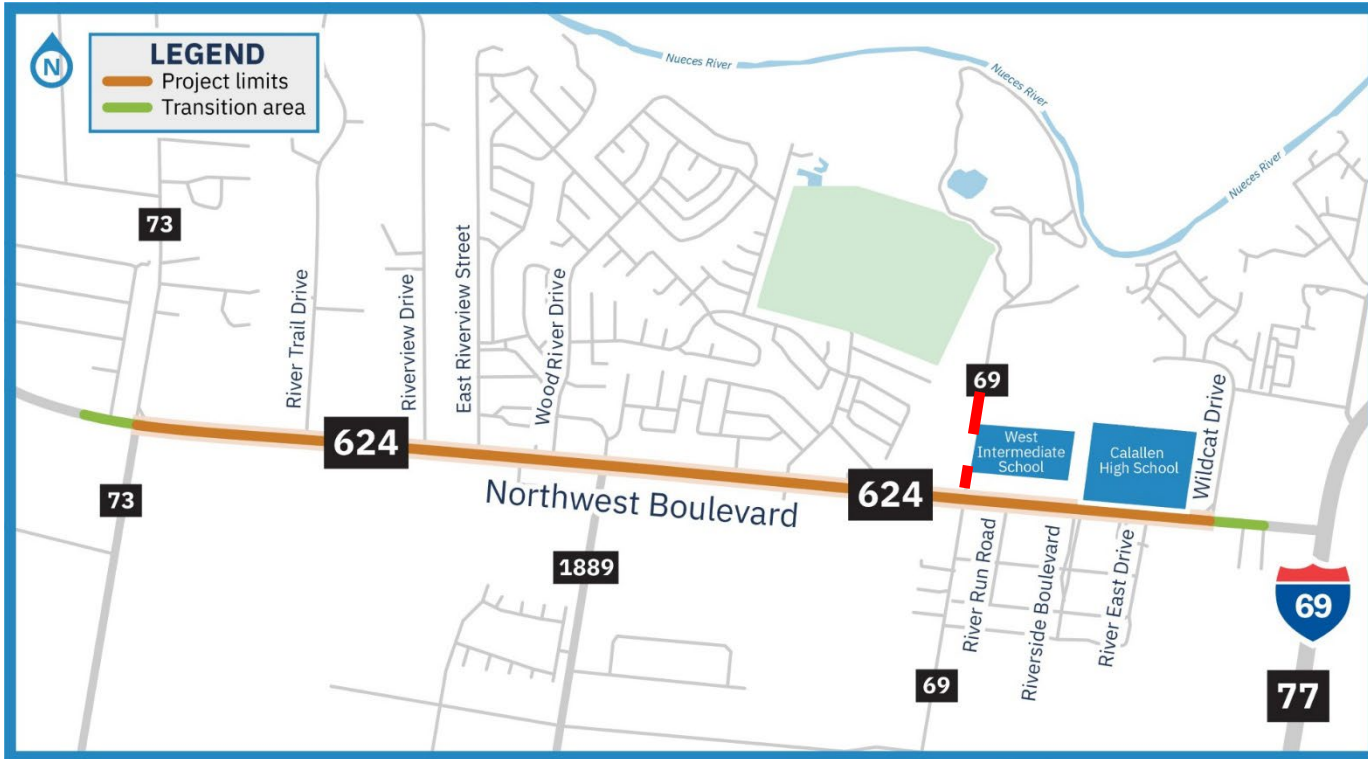 N
LEGEND
Project limits
Transition area
Nueces River
Nueces River
Nueces River
73
73
River Trail Drive
Riverview Drive
East Riverview Street
Wood River Drive
624
Northwest Boulevard
624
1889
69
West
Intermediate
School
Calallen
High School
Wildcat Drive
River Run Road
Riverside Boulevard
River East Drive
69
69
77